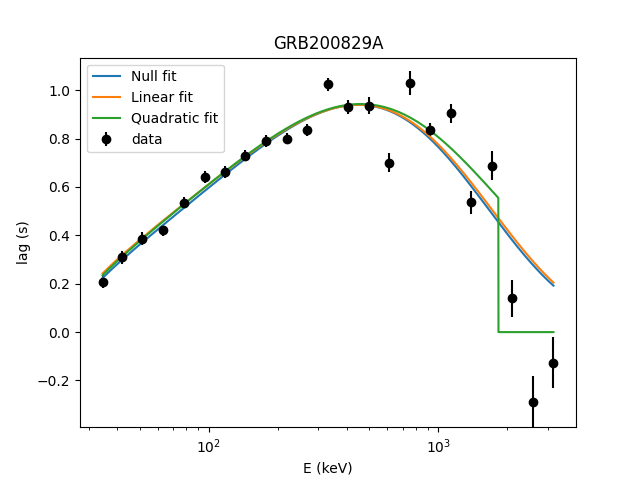 GRB200829A
Null fit
Linear fit
Quadratic fit
data
lag (s)
1.0
0.8
0.6
0.4
0.2
0.0
−0.2
10²
10³
E (keV)